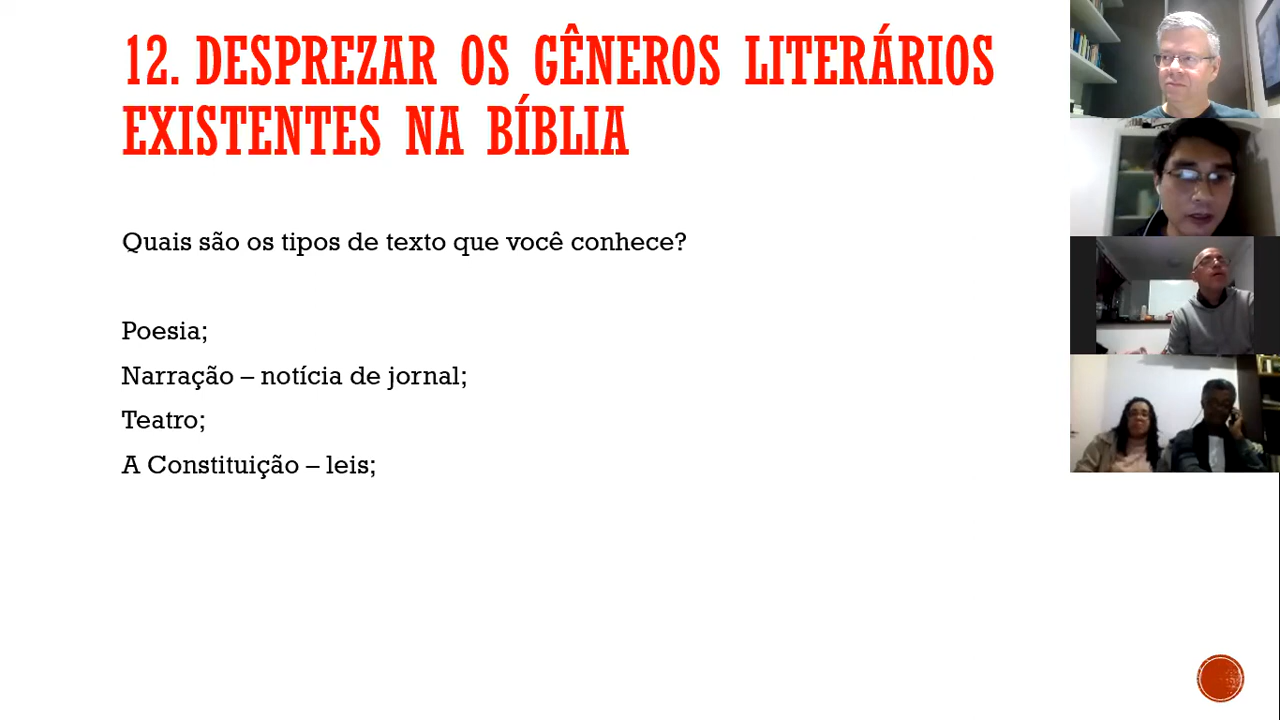 12. DESPREZAR OS GÊNEROS LITERÁRIOS
EXISTENTES NA BÍBLIA
Quais são os tipos de texto que você conhece?
Poesia;
Narração – notícia de jornal;
Teatro;
A Constituição – leis;